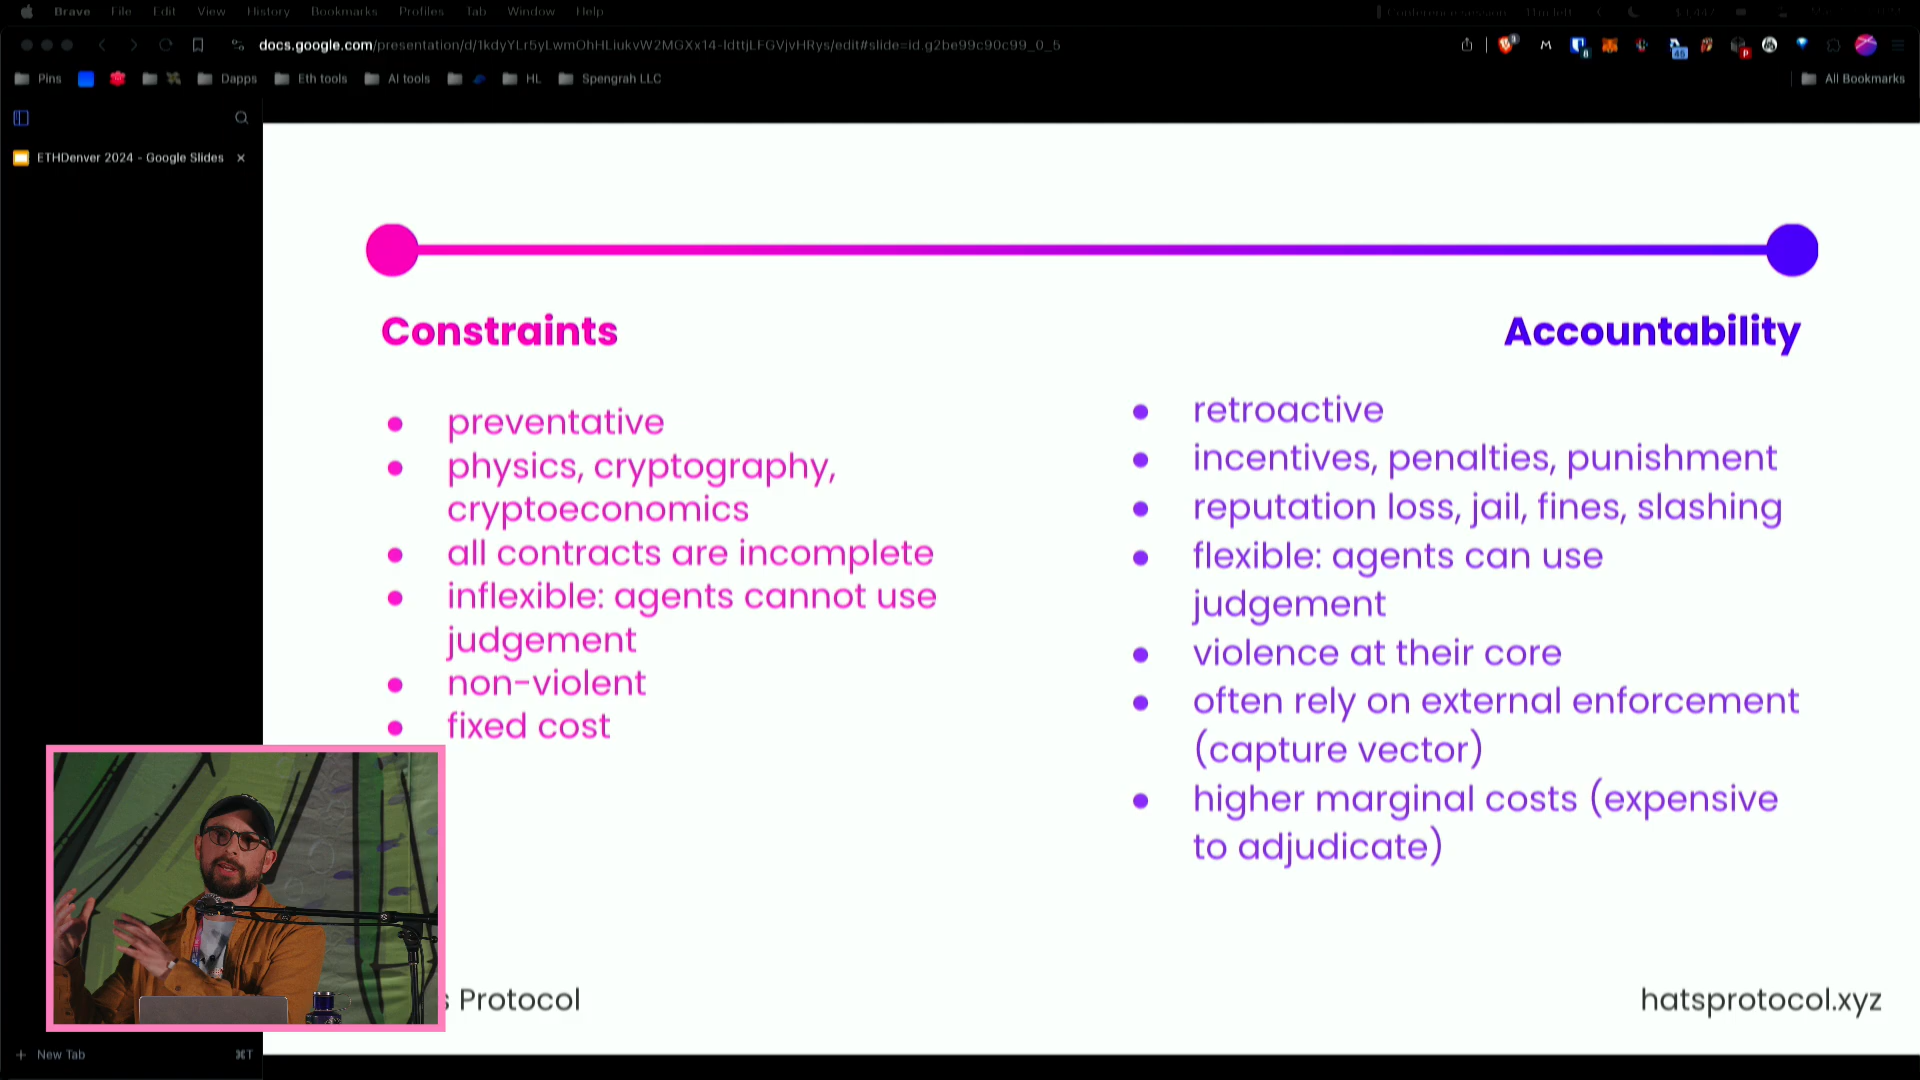 Brave File Edit View History Bookmarks Profiles Tab Window Help
docs.google.com/presentation/d/1kdyYLr5yLwmOhHLiukvW2MGXx14-IdttjLFGVjvHRys/edit#slide=id.g2be99c90c99_0_5
Pins
Dapps
Eth tools
AI tools
HL
Spengrah LLC
All Bookmarks
ETHDenver 2024 - Google Slides
Constraints
preventative
physics, cryptography,
cryptoeconomics
all contracts are incomplete
inflexible: agents cannot use
judgement
non-violent
fixed cost
Accountability
retroactive
incentives, penalties, punishment
reputation loss, jail, fines, slashing
flexible: agents can use
judgement
violence at their core
often rely on external enforcement
(capture vector)
higher marginal costs (expensive
to adjudicate)
s Protocol
hatsprotocol.xyz
New Tab
⌘T